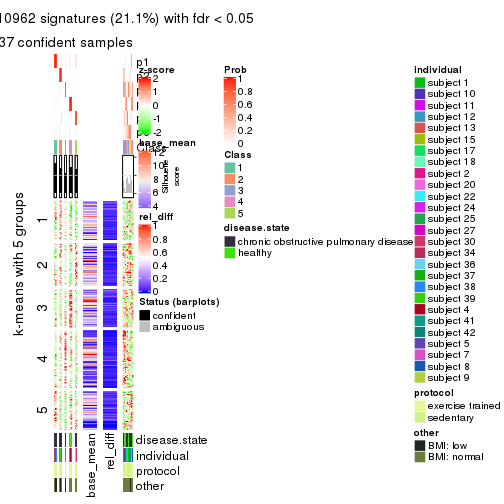 10962 signatures (21.1%) with fdr < 0.05
37 confident samples
k-means with 5 groups
1
2
3
4
5
p1
z-score
2
1
0
-1
-2
Class
base_mean
12
10
8
6
4
Silhouette
score
rel_diff
1
0.8
0.6
0.4
0.2
0
Status (barplots)
confident
ambiguous
disease.state
individual
protocol
other
base_mean
rel_diff
Prob
1
0.8
0.6
0.4
0.2
0
Class
1
2
3
4
5
disease.state
chronic obstructive pulmonary disease
healthy
individual
subject 1
subject 10
subject 11
subject 12
subject 13
subject 15
subject 17
subject 18
subject 2
subject 20
subject 22
subject 24
subject 25
subject 27
subject 30
subject 34
subject 36
subject 37
subject 38
subject 39
subject 4
subject 41
subject 42
subject 5
subject 7
subject 8
subject 9
protocol
exercise trained
sedentary
other
BMI: low
BMI: normal